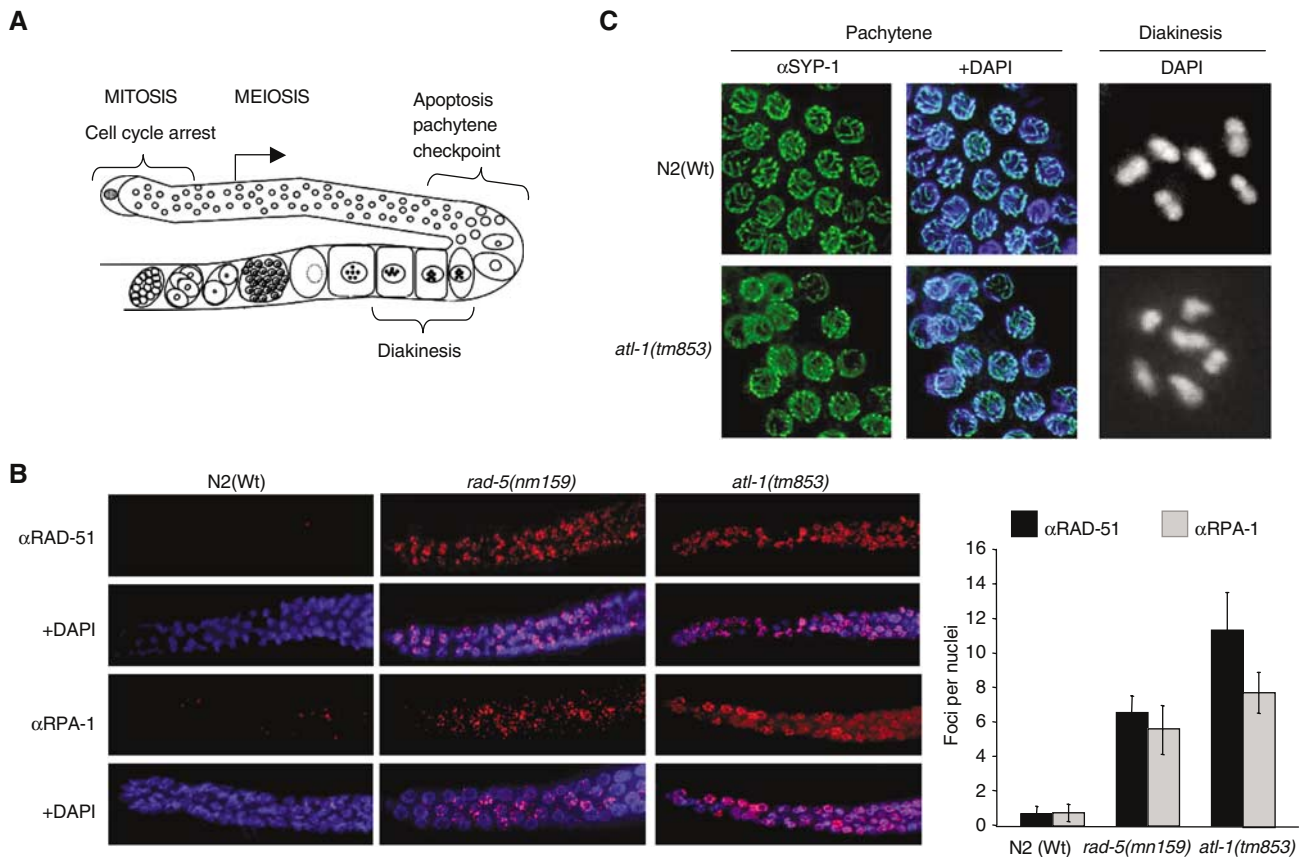 A
MITOSIS
MEIOSIS
Cell cycle arrest
Apoptosis
pachytene
checkpoint
Diakinesis
C
Pachytene
Diakinesis
αSYP-1
+DAPI
DAPI
N2(Wt)
atl-1(tm853)
B
N2(Wt)
rad-5(nm159)
atl-1(tm853)
αRAD-51
+DAPI
αRPA-1
+DAPI
αRAD-51
αRPA-1
Foci per nuclei
16
14
12
10
8
6
4
2
0
N2 (Wt)
rad-5(mn159)
atl-1(tm853)